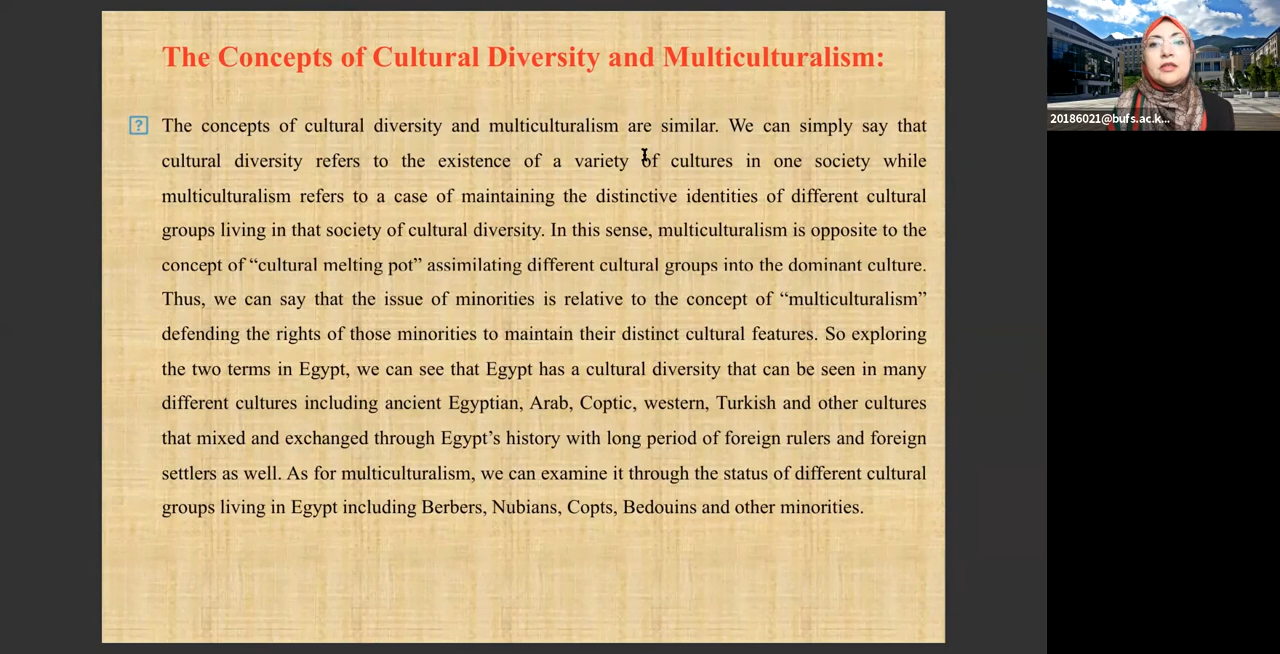 The Concepts of Cultural Diversity and Multiculturalism:
The concepts of cultural diversity and multiculturalism are similar. We can simply say that
cultural diversity refers to the existence of a variety of cultures in one society while
multiculturalism refers to a case of maintaining the distinctive identities of different cultural
groups living in that society of cultural diversity. In this sense, multiculturalism is opposite to the
concept of “cultural melting pot” assimilating different cultural groups into the dominant culture.
Thus, we can say that the issue of minorities is relative to the concept of “multiculturalism”
defending the rights of those minorities to maintain their distinct cultural features. So exploring
the two terms in Egypt, we can see that Egypt has a cultural diversity that can be seen in many
different cultures including ancient Egyptian, Arab, Coptic, western, Turkish and other cultures
that mixed and exchanged through Egypt’s history with long period of foreign rulers and foreign
settlers as well. As for multiculturalism, we can examine it through the status of different cultural
groups living in Egypt including Berbers, Nubians, Copts, Bedouins and other minorities.
20186021@bufs.ac.k...